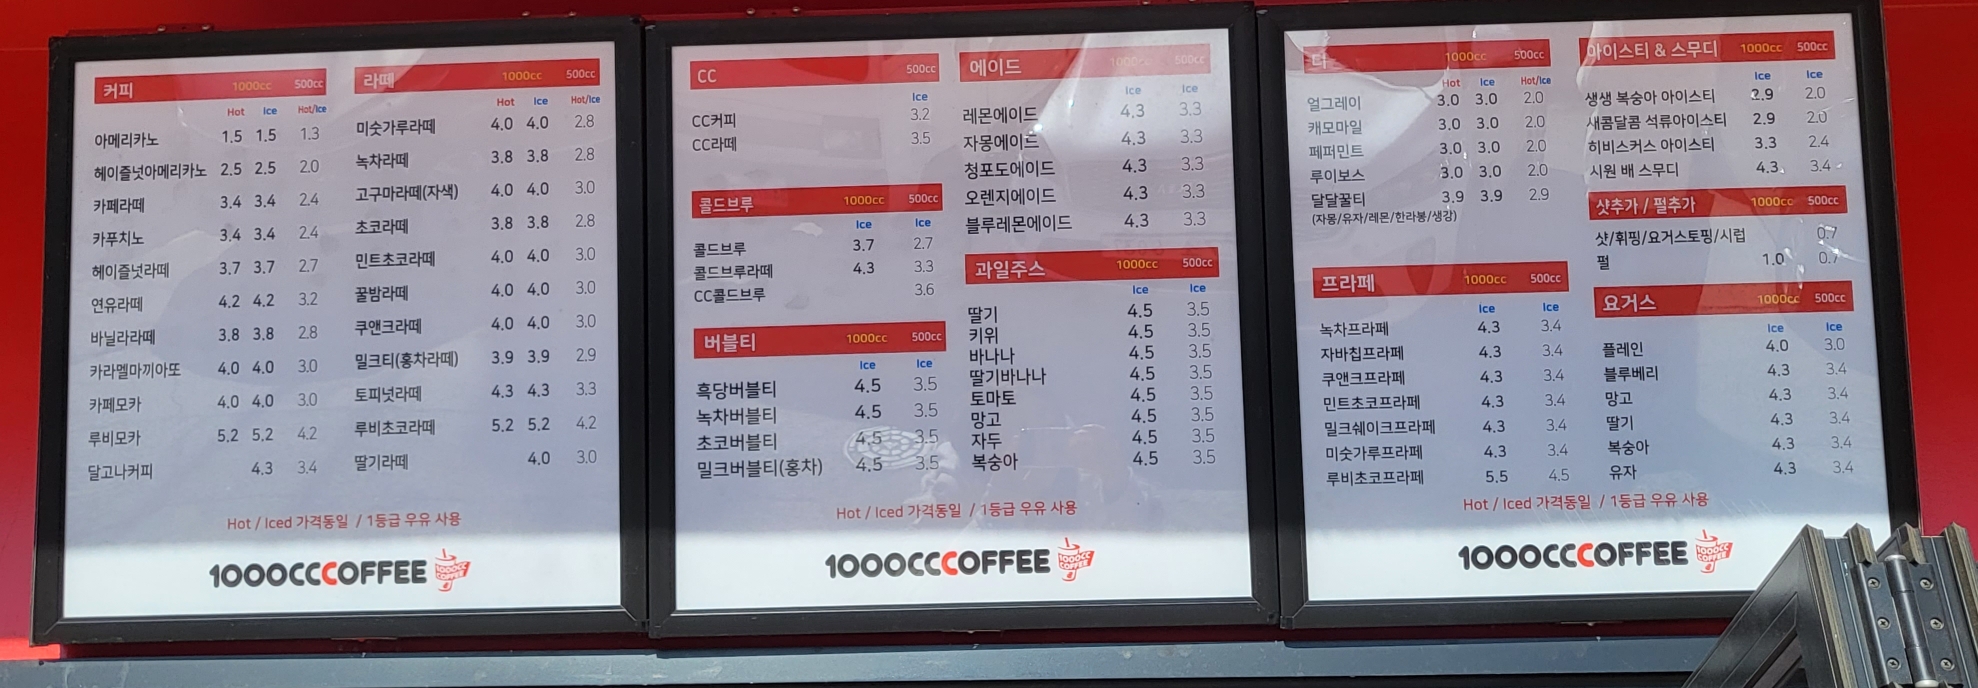 커피 1000cc 500cc
Hot Ice Hot/Ice
아메리카노 1.5 1.5 1.3
헤이즐넛아메리카노 2.5 2.5 2.0
카페라떼 3.4 3.4 2.4
카푸치노 3.4 3.4 2.4
헤이즐넛라떼 3.7 3.7 2.7
연유라떼 4.2 4.2 3.2
바닐라라떼 3.8 3.8 2.8
카라멜마끼아또 4.0 4.0 3.0
카페모카 4.0 4.0 3.0
루비모카 5.2 5.2 4.2
달고나커피 4.3 3.4
라떼 1000cc 500cc
Hot Ice Hot/Ice
미숫가루라떼 4.0 4.0 2.8
녹차라떼 3.8 3.8 2.8
고구마라떼(자색) 4.0 4.0 3.0
초코라떼 3.8 3.8 2.8
민트초코라떼 4.0 4.0 3.0
꿀밤라떼 4.0 4.0 3.0
쿠앤크라떼 4.0 4.0 3.0
밀크티(홍차라떼) 3.9 3.9 2.9
토피넛라떼 4.3 4.3 3.3
루비초코라떼 5.2 5.2 4.2
딸기라떼 4.0 3.0
Hot / Iced 가격동일 / 1등급 우유 사용
1000CCCOFFEE
1000CC COFFEE
CC 500cc
Ice
CC커피 3.2
CC라떼 3.5
콜드브루 1000cc 500cc
Ice Ice
콜드브루 3.7 2.7
콜드브루라떼 4.3 3.3
CC콜드브루 3.6
버블티 1000cc 500cc
Ice Ice
흑당버블티 4.5 3.5
녹차버블티 4.5 3.5
초코버블티 4.5 3.5
밀크버블티(홍차) 4.5 3.5
에이드 1000cc 500cc
Ice Ice
레몬에이드 4.3 3.3
자몽에이드 4.3 3.3
청포도에이드 4.3 3.3
오렌지에이드 4.3 3.3
블루레몬에이드 4.3 3.3
과일주스 1000cc 500cc
Ice Ice
딸기 4.5 3.5
키위 4.5 3.5
바나나 4.5 3.5
딸기바나나 4.5 3.5
토마토 4.5 3.5
망고 4.5 3.5
자두 4.5 3.5
복숭아 4.5 3.5
Hot / Iced 가격동일 / 1등급 우유 사용
1000CCCOFFEE
1000CC COFFEE
티 1000cc 500cc
Hot Ice Hot/Ice
얼그레이 3.0 3.0 2.0
캐모마일 3.0 3.0 2.0
페퍼민트 3.0 3.0 2.0
루이보스 3.0 3.0 2.0
달달꿀티 3.9 3.9 2.9
(자몽/유자/레몬/한라봉/생강)
프라페 1000cc 500cc
Ice Ice
녹차프라페 4.3 3.4
자바칩프라페 4.3 3.4
쿠앤크프라페 4.3 3.4
민트초코프라페 4.3 3.4
밀크쉐이크프라페 4.3 3.4
미숫가루프라페 4.3 3.4
루비초코프라페 5.5 4.5
아이스티 & 스무디 1000cc 500cc
Ice Ice
생생 복숭아 아이스티 2.9 2.0
새콤달콤 석류아이스티 2.9 2.0
히비스커스 아이스티 3.3 2.4
시원 배 스무디 4.3 3.4
샷추가 / 펄추가 1000cc 500cc
샷/휘핑/요거스토핑/시럽 0.7
펄 1.0 0.7
요거스 1000cc 500cc
Ice Ice
플레인 4.0 3.0
블루베리 4.3 3.4
망고 4.3 3.4
딸기 4.3 3.4
복숭아 4.3 3.4
유자 4.3 3.4
Hot / Iced 가격동일 / 1등급 우유 사용
1000CCCOFFEE
1000CC COFFEE